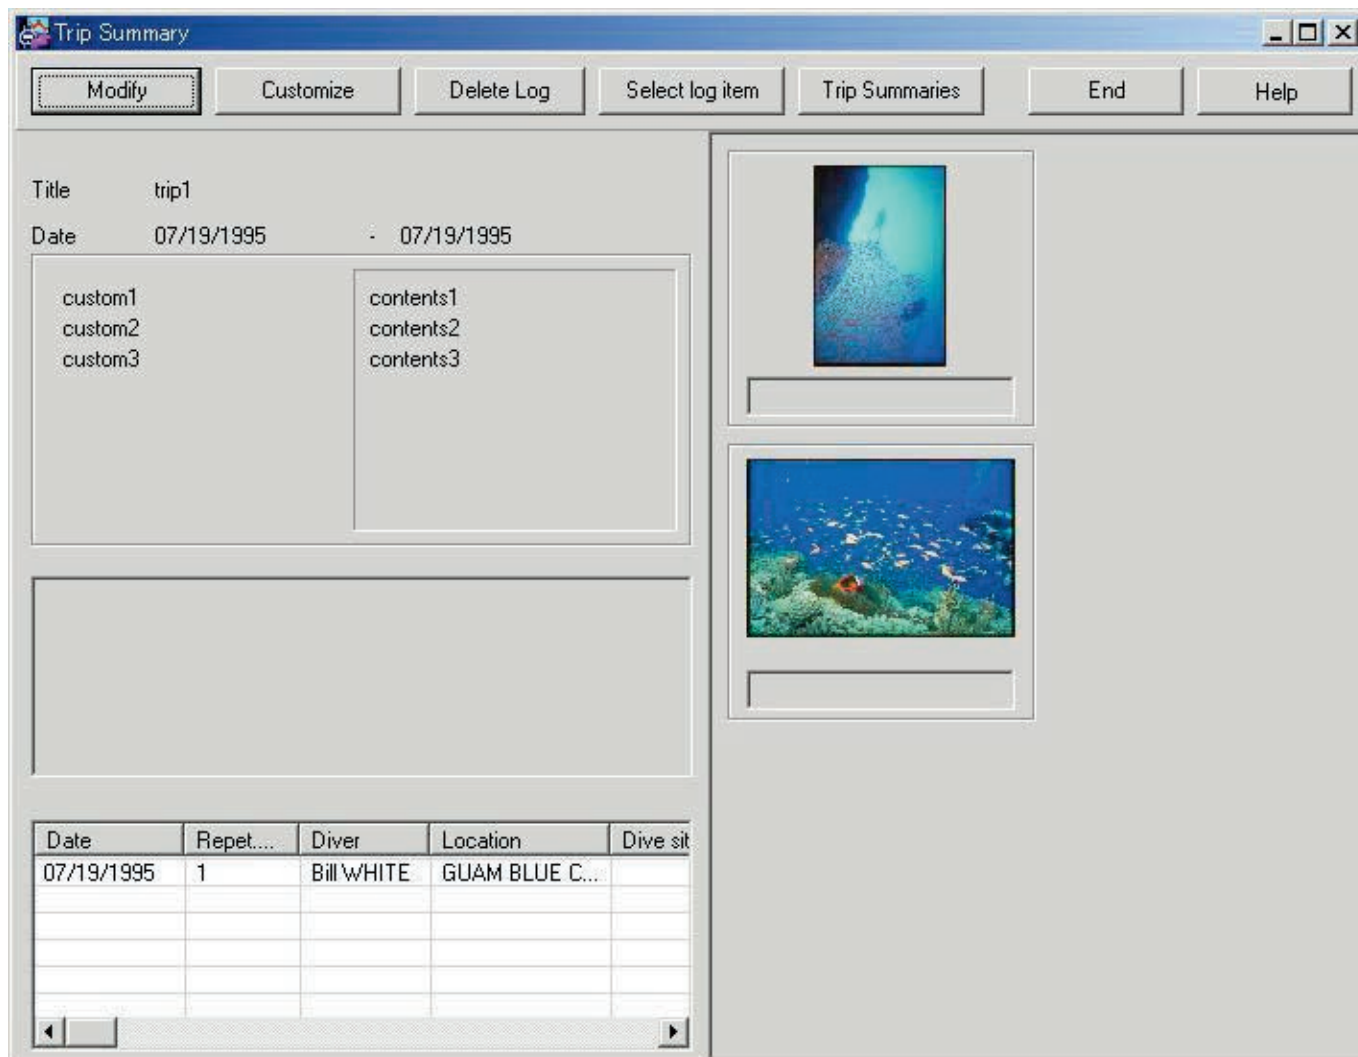 Trip Summary
Modify Customize Delete Log Select log item Trip Summaries End Help
Title trip1
Date 07/19/1995 - 07/19/1995
custom1 contents1
custom2 contents2
custom3 contents3
Date Repet.... Diver Location Dive sit
07/19/1995 1 Bill WHITE GUAM BLUE C...